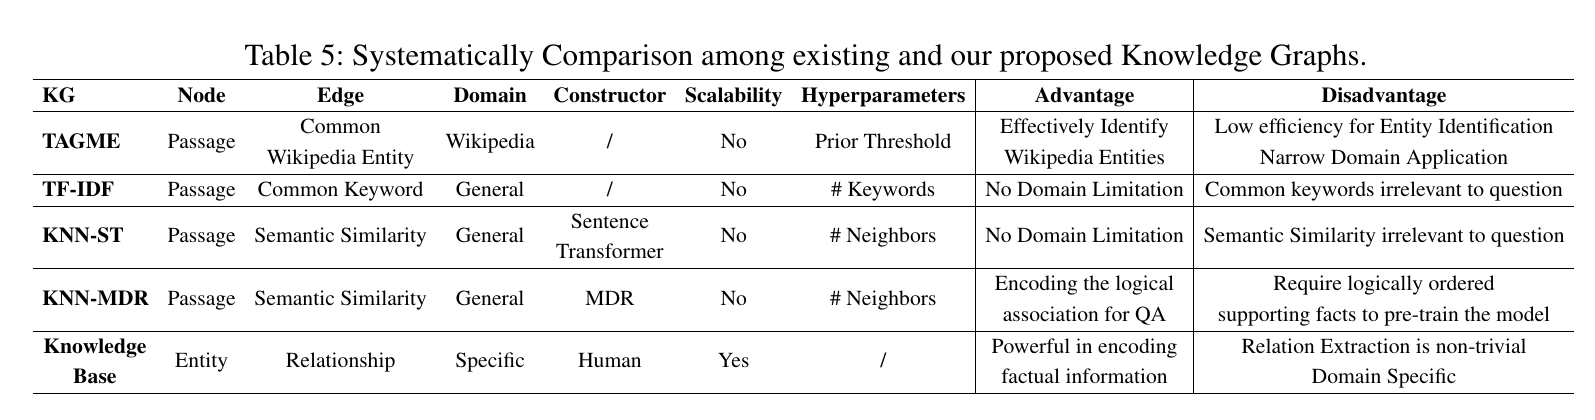 Table 5: Systematically Comparison among existing and our proposed Knowledge Graphs.
KG Node Edge Domain Constructor Scalability Hyperparameters Advantage Disadvantage
TAGME Passage Common Wikipedia Entity Wikipedia / No Prior Threshold Effectively Identify Wikipedia Entities Low efficiency for Entity Identification Narrow Domain Application
TF-IDF Passage Common Keyword General / No # Keywords No Domain Limitation Common keywords irrelevant to question
KNN-ST Passage Semantic Similarity General Sentence Transformer No # Neighbors No Domain Limitation Semantic Similarity irrelevant to question
KNN-MDR Passage Semantic Similarity General MDR No # Neighbors Encoding the logical association for QA Require logically ordered supporting facts to pre-train the model
Knowledge Base Entity Relationship Specific Human Yes / Powerful in encoding factual information Relation Extraction is non-trivial Domain Specific